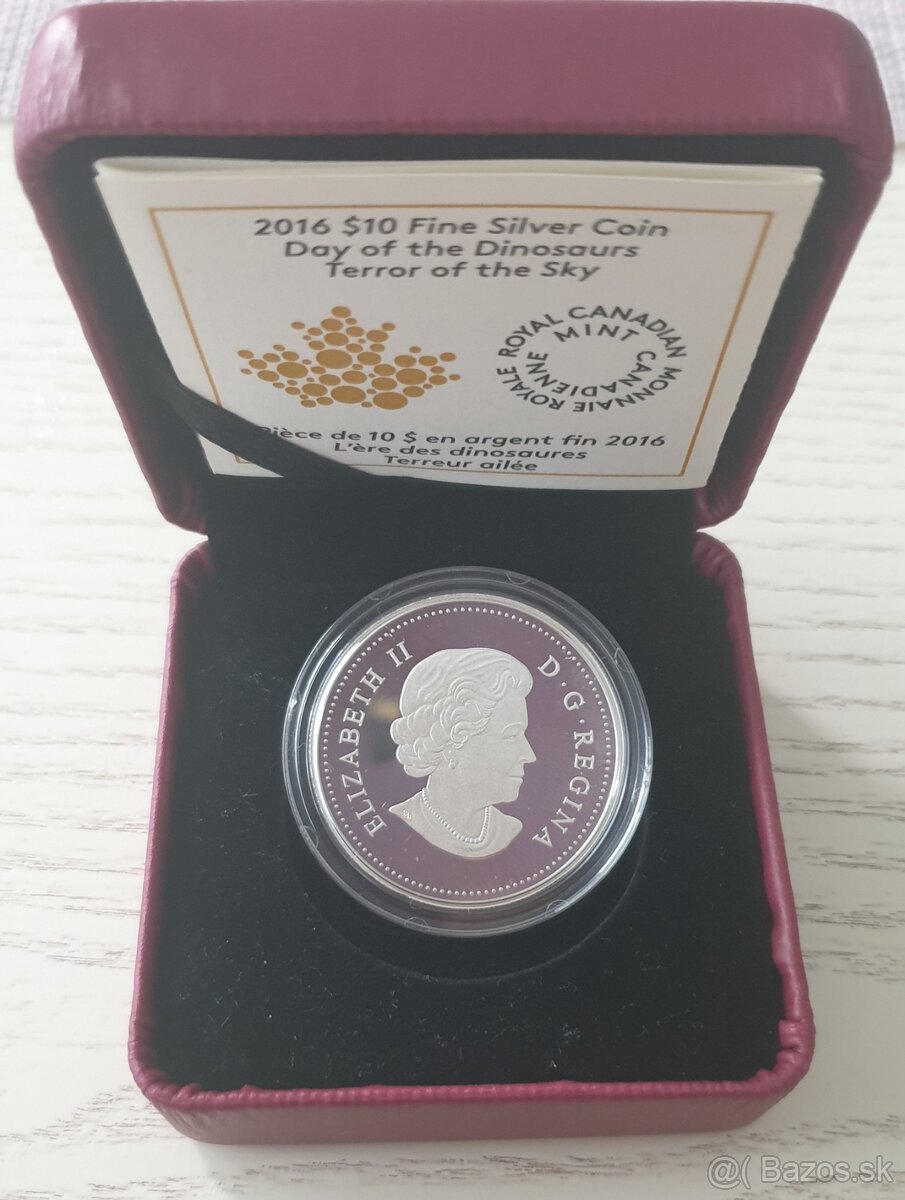 2016 $10 Fine Silver Coin
Day of the Dinosaurs
Terror of the Sky
ROYAL CANADIAN MINT
MONNAIE ROYALE CANADIENNE
ièce de 10 $ en argent fin 2016
L'ère des dinosaures
Terreur ailée
ELIZABETH II D·G·REGINA
@( Bazos.sk